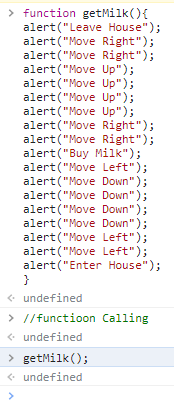 function getMilk(){
alert("Leave House");
alert("Move Right");
alert("Move Right");
alert("Move Up");
alert("Move Up");
alert("Move Up");
alert("Move Up");
alert("Move Right");
alert("Move Right");
alert("Buy Milk");
alert("Move Left");
alert("Move Down");
alert("Move Down");
alert("Move Down");
alert("Move Down");
alert("Move Left");
alert("Move Left");
alert("Enter House");
}
undefined
//functioon Calling
undefined
getMilk();
undefined